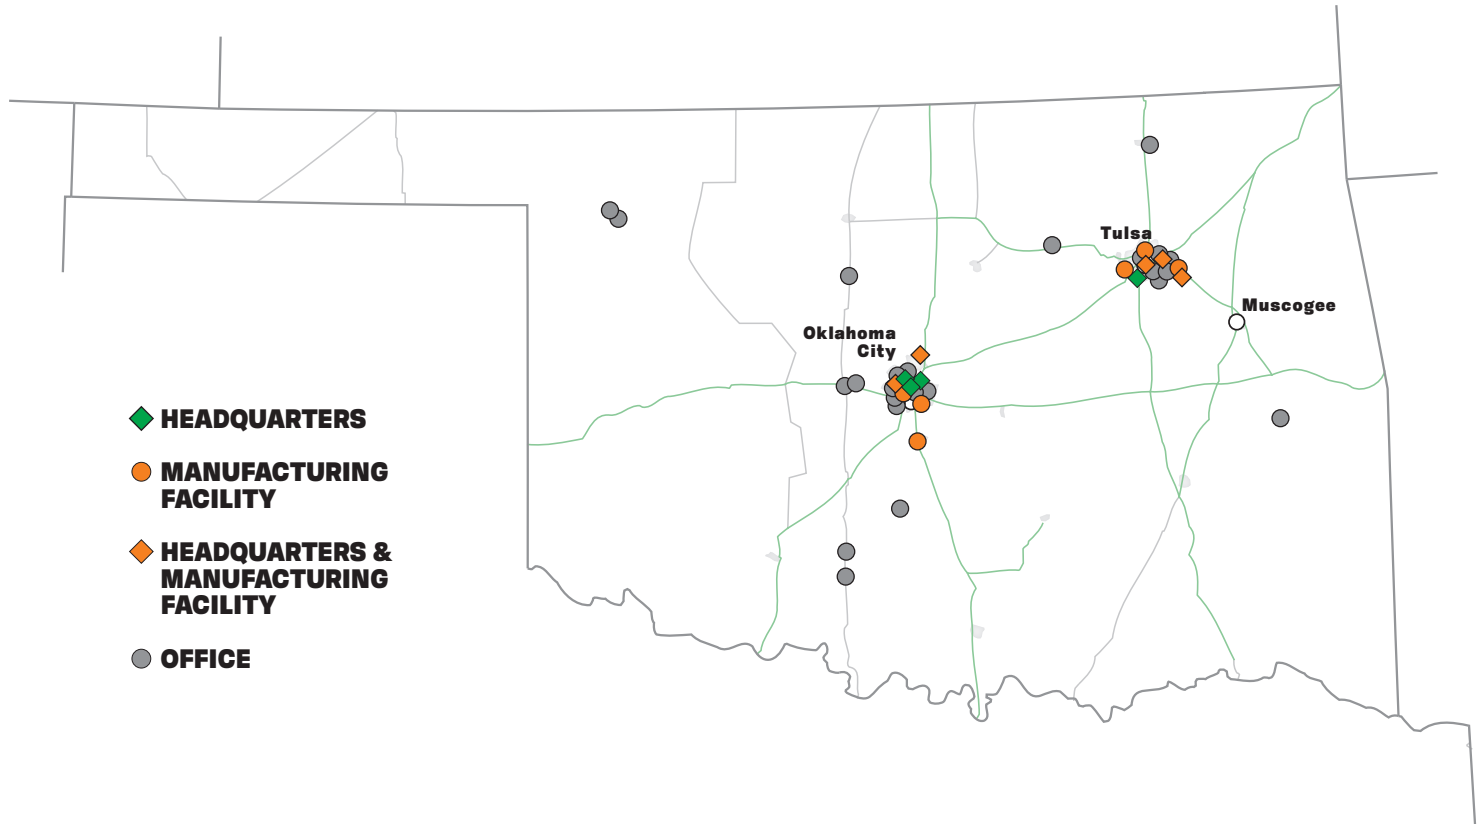 Tulsa
Muscogee
Oklahoma
City
HEADQUARTERS
MANUFACTURING
FACILITY
HEADQUARTERS &
MANUFACTURING
FACILITY
OFFICE